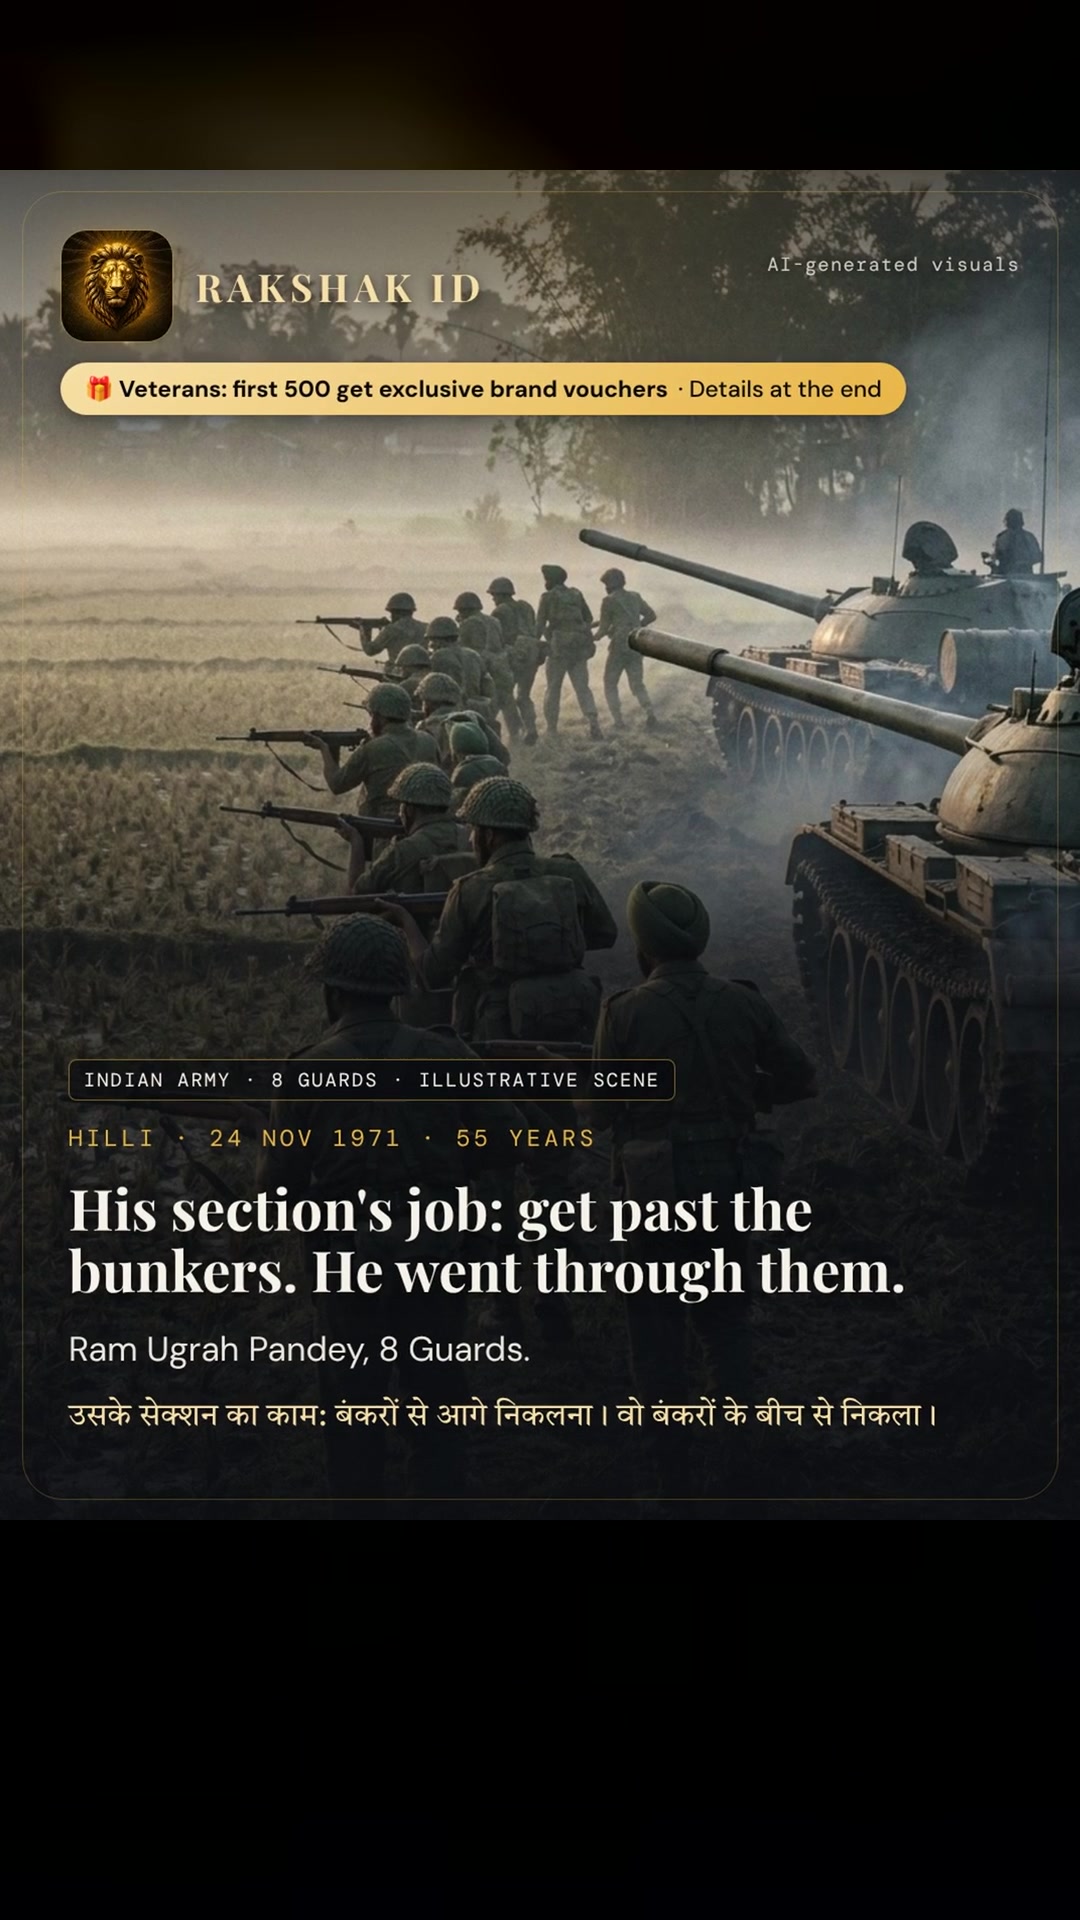 RAKSHAK ID
AI-generated visuals
🎁 Veterans: first 500 get exclusive brand vouchers · Details at the end
INDIAN ARMY · 8 GUARDS · ILLUSTRATIVE SCENE
HILLI · 24 NOV 1971 · 55 YEARS
His section's job: get past the
bunkers. He went through them.
Ram Ugrah Pandey, 8 Guards.
उसके सेक्शन का काम: बंकरों से आगे निकलना। वो बंकरों के बीच से निकला।